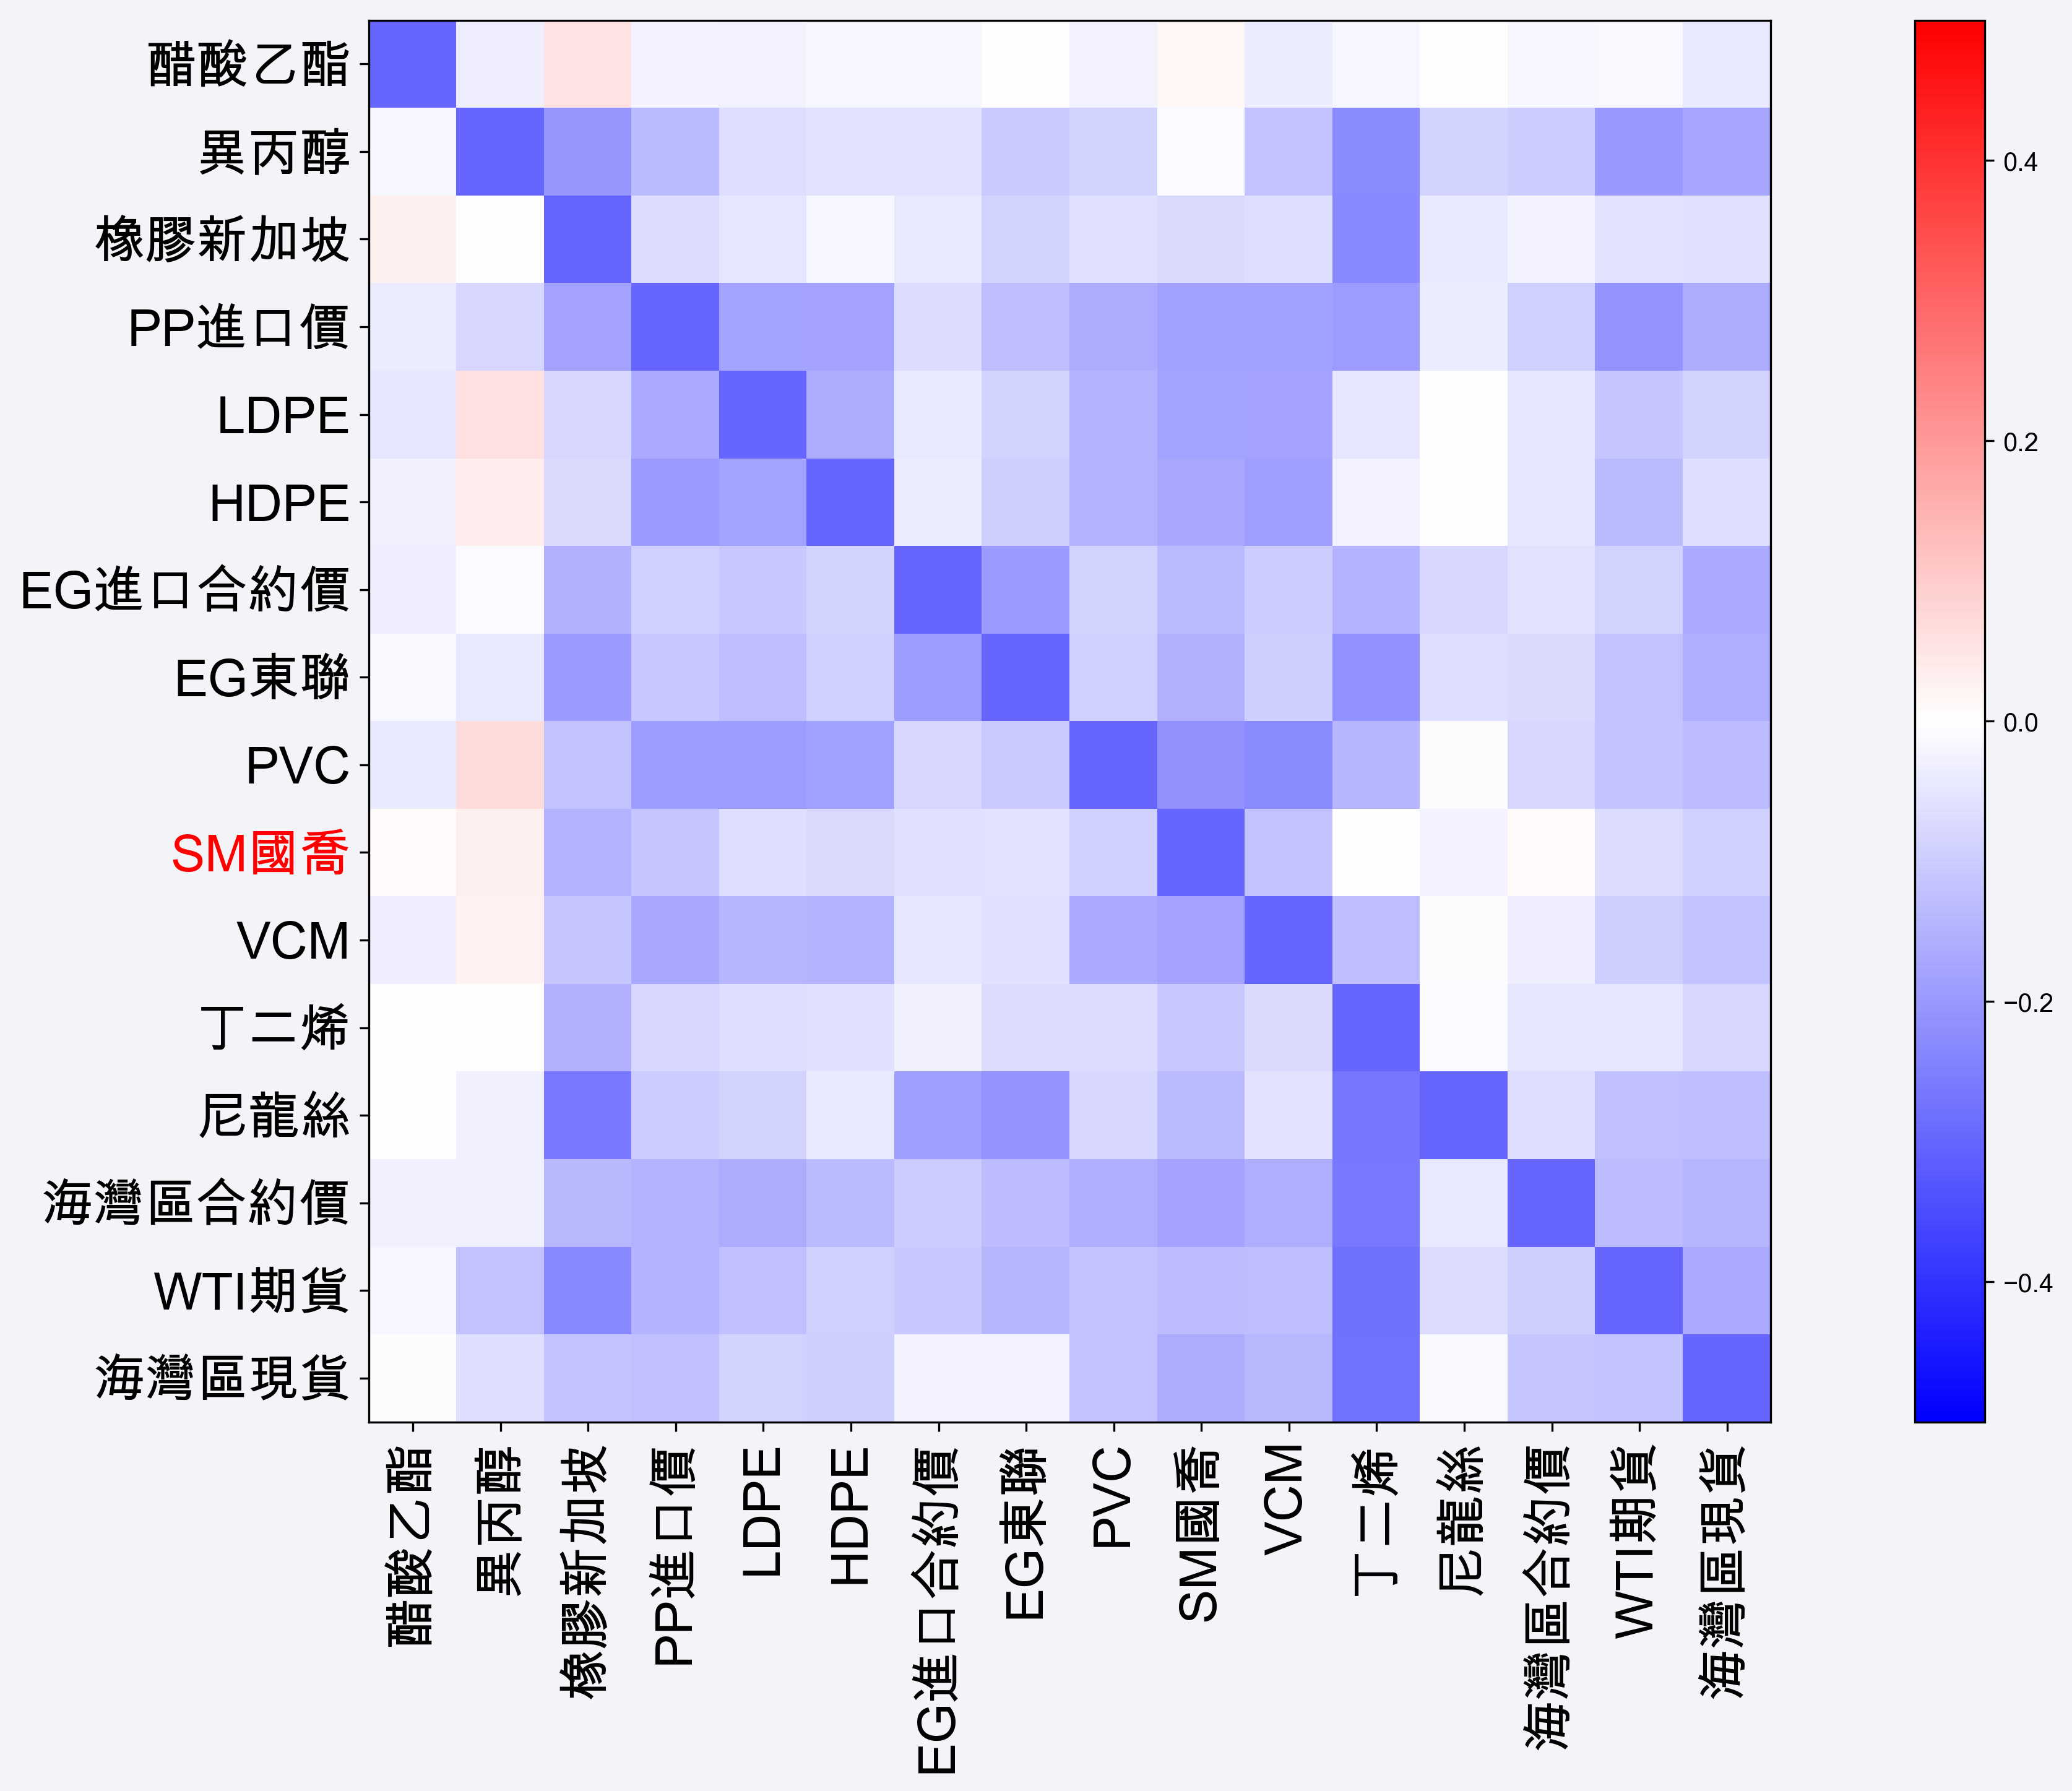 醋酸乙酯
異丙醇
橡膠新加坡
PP進口價
LDPE
HDPE
EG進口合約價
EG東聯
PVC
SM國喬
VCM
丁二烯
尼龍絲
海灣區合約價
WTI期貨
海灣區現貨
醋酸乙酯
異丙醇
橡膠新加坡
PP進口價
LDPE
HDPE
EG進口合約價
EG東聯
PVC
SM國喬
VCM
丁二烯
尼龍絲
海灣區合約價
WTI期貨
海灣區現貨
0.4
0.2
0.0
−0.2
−0.4